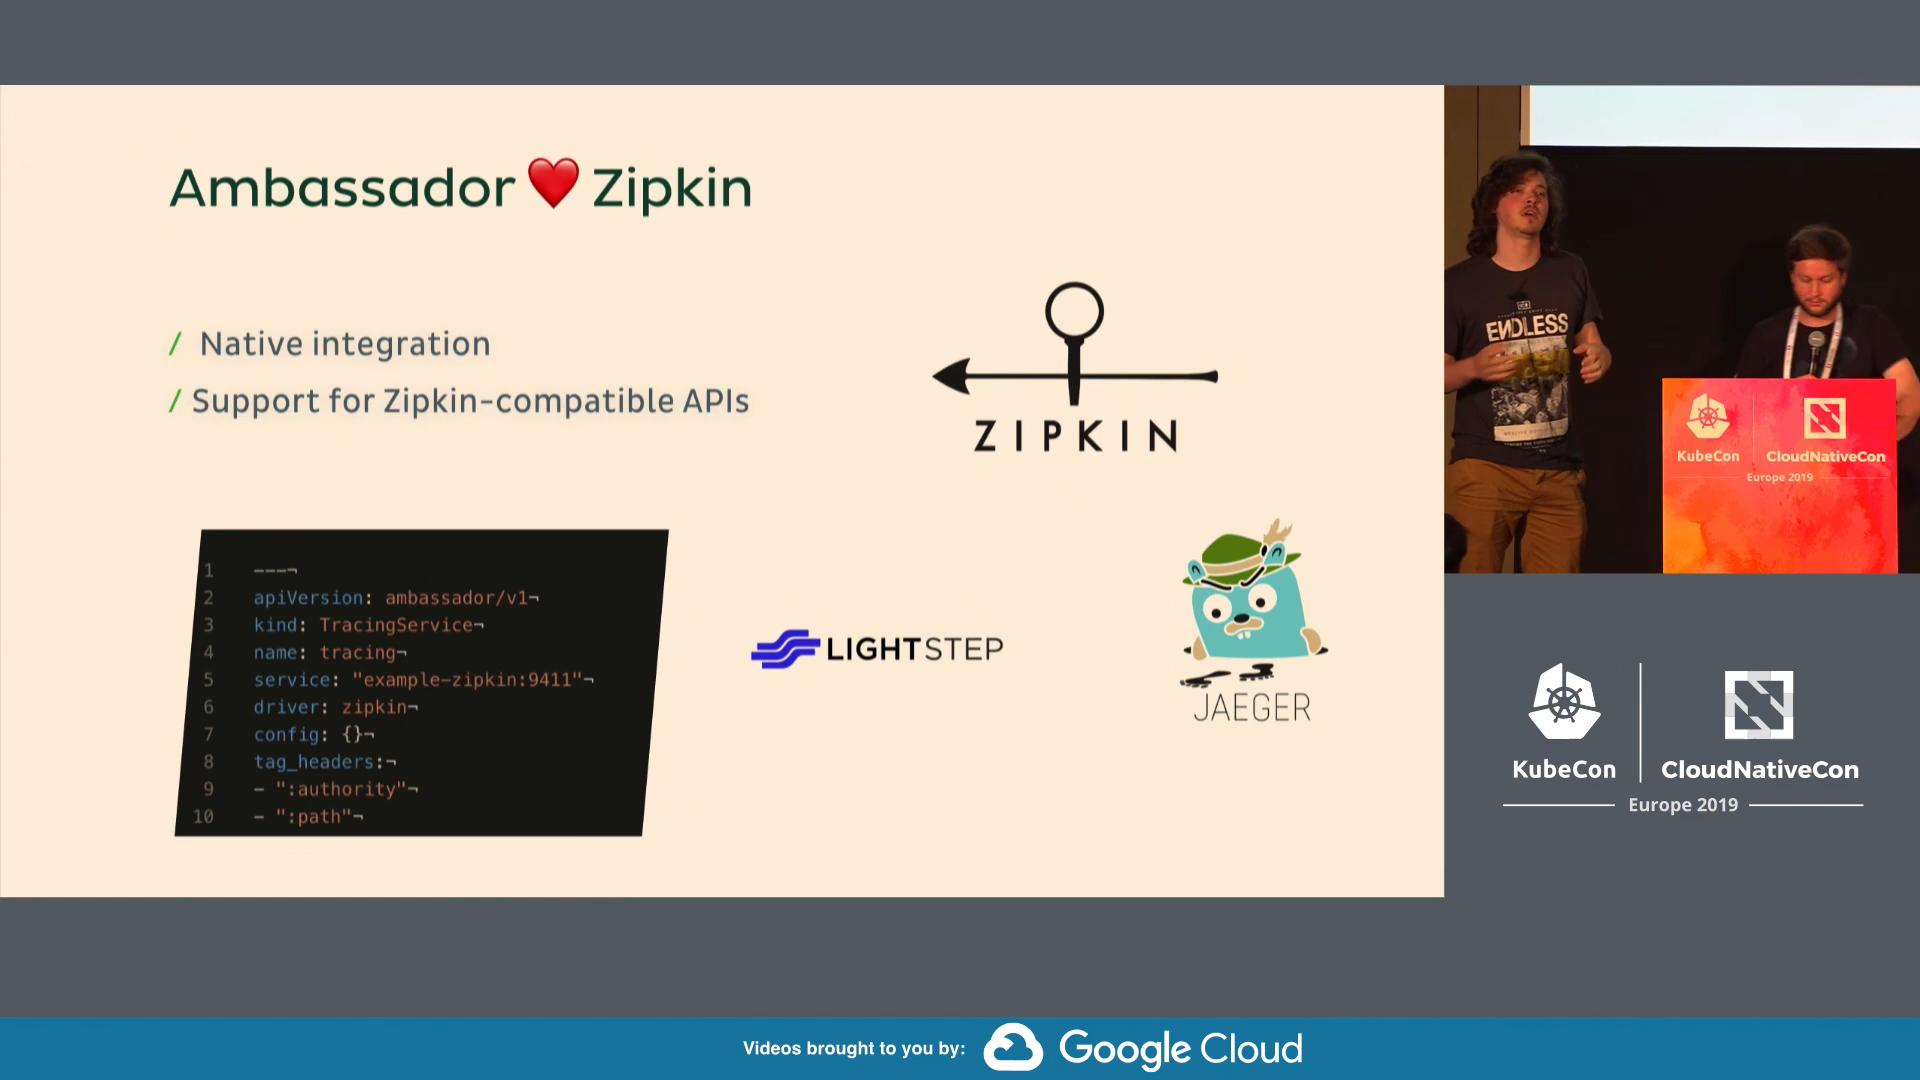 Ambassador ❤️ Zipkin
/ Native integration
/ Support for Zipkin-compatible APIs
ZIPKIN
1 ---¬
2 apiVersion: ambassador/v1¬
3 kind: TracingService¬
4 name: tracing¬
5 service: "example-zipkin:9411"¬
6 driver: zipkin¬
7 config: {}¬
8 tag_headers:¬
9 - ":authority"¬
10 - ":path"¬
LIGHTSTEP
JAEGER
ENDLESS
KubeCon CloudNativeCon
Europe 2019
KubeCon CloudNativeCon
Europe 2019
Videos brought to you by: Google Cloud